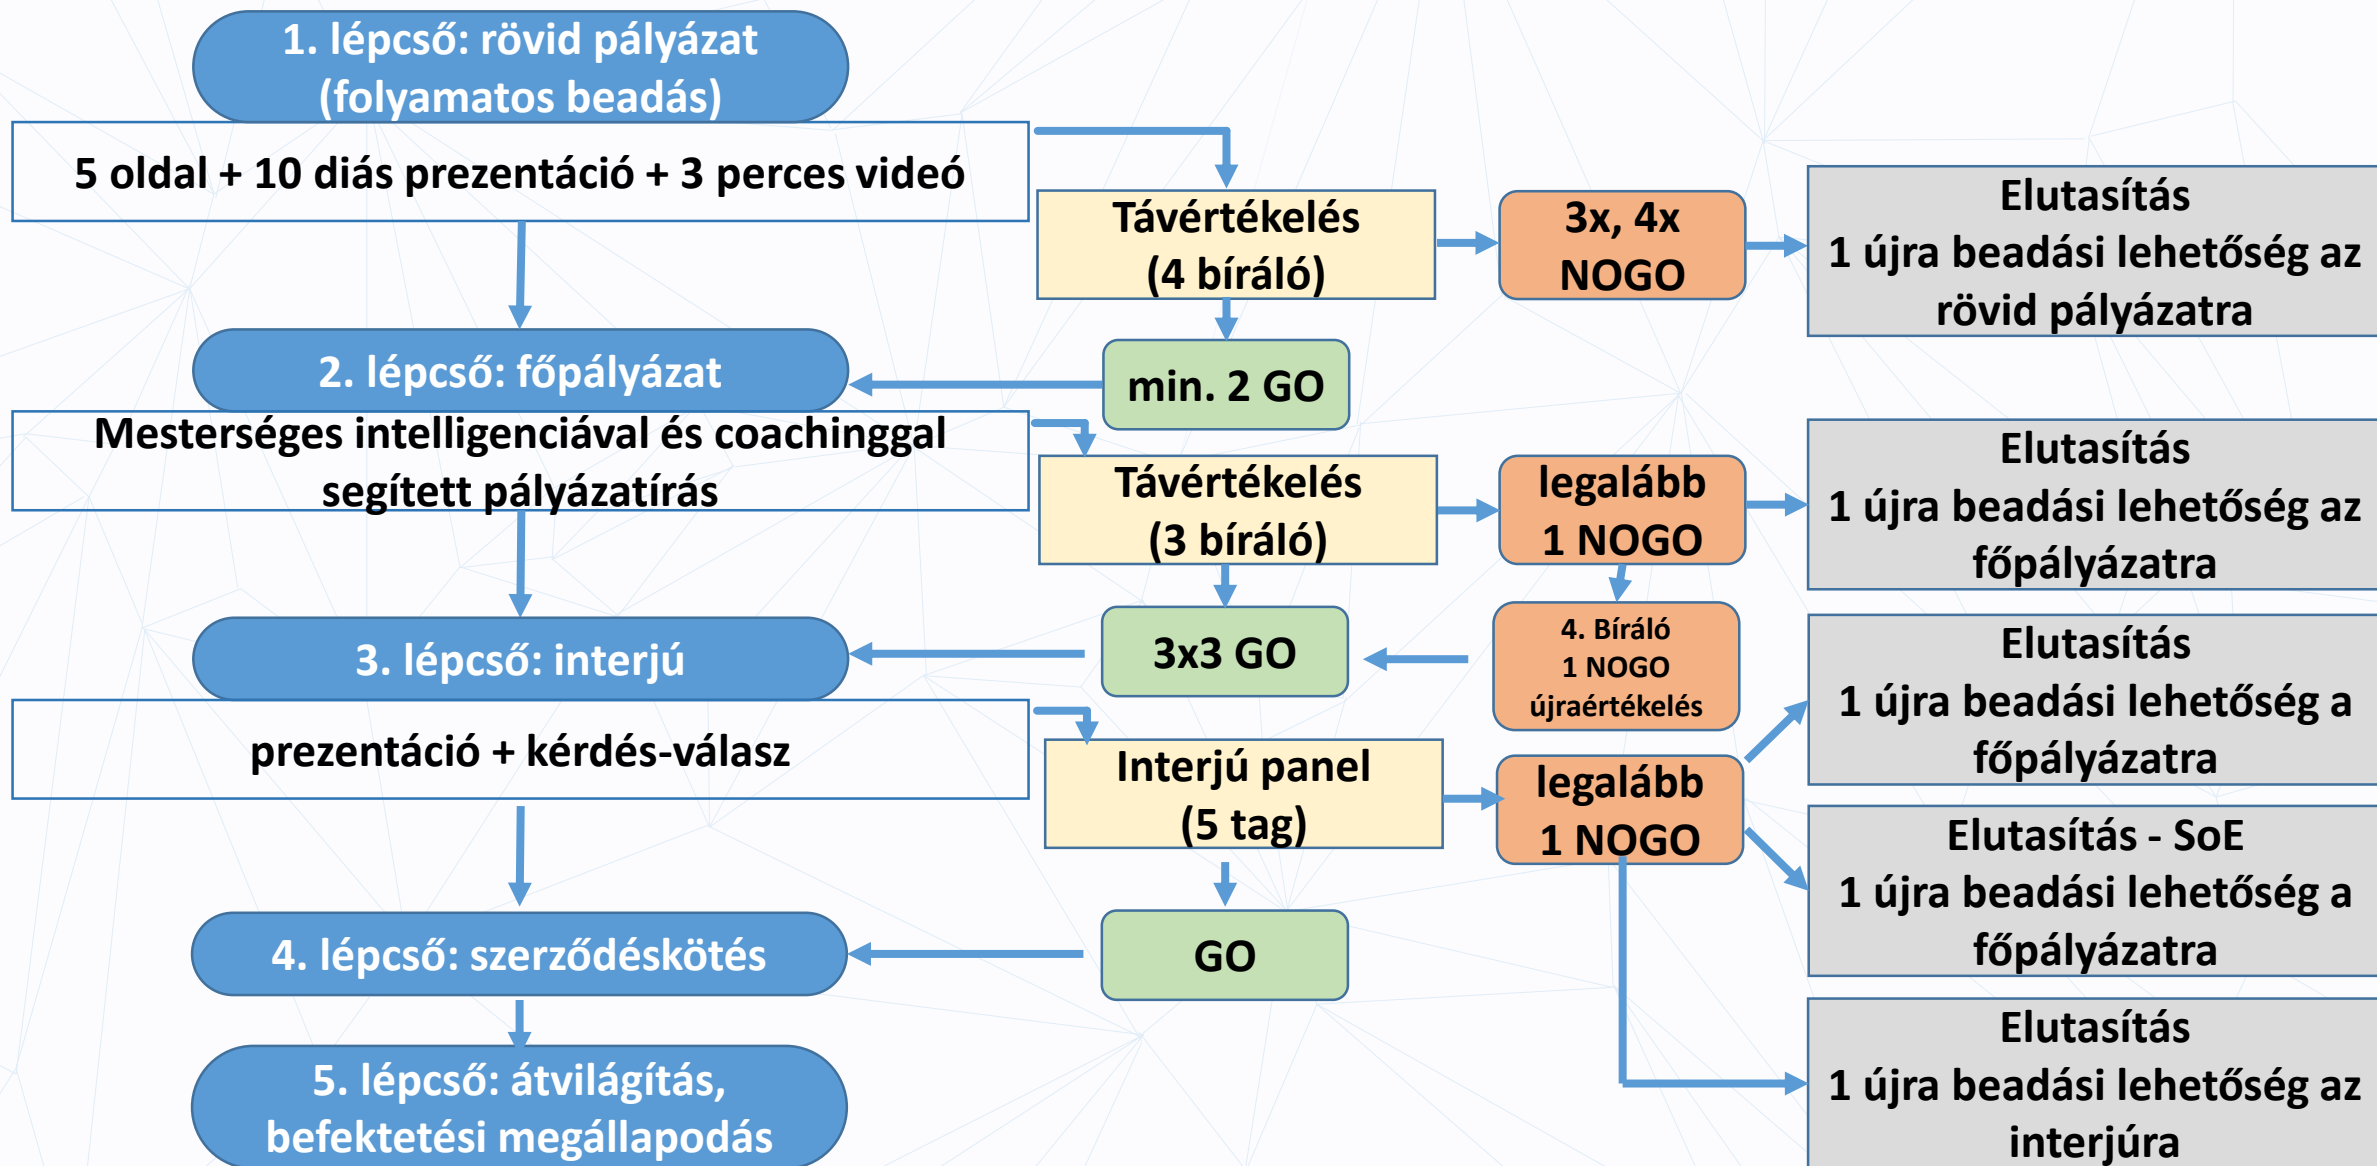 1. lépcső: rövid pályázat
(folyamatos beadás)
5 oldal + 10 diás prezentáció + 3 perces videó
Távértékelés
(4 bíráló)
3x, 4x
NOGO
Elutasítás
1 újra beadási lehetőség az
rövid pályázatra
2. lépcső: főpályázat
min. 2 GO
Mesterséges intelligenciával és coachinggal
segített pályázatírás
Távértékelés
(3 bíráló)
legalább
1 NOGO
Elutasítás
1 újra beadási lehetőség az
főpályázatra
3. lépcső: interjú
3x3 GO
4. Bíráló
1 NOGO
újraértékelés
Elutasítás
1 újra beadási lehetőség a
főpályázatra
prezentáció + kérdés-válasz
Interjú panel
(5 tag)
legalább
1 NOGO
Elutasítás - SoE
1 újra beadási lehetőség a
főpályázatra
4. lépcső: szerződéskötés
GO
Elutasítás
1 újra beadási lehetőség az
interjúra
5. lépcső: átvilágítás,
befektetési megállapodás